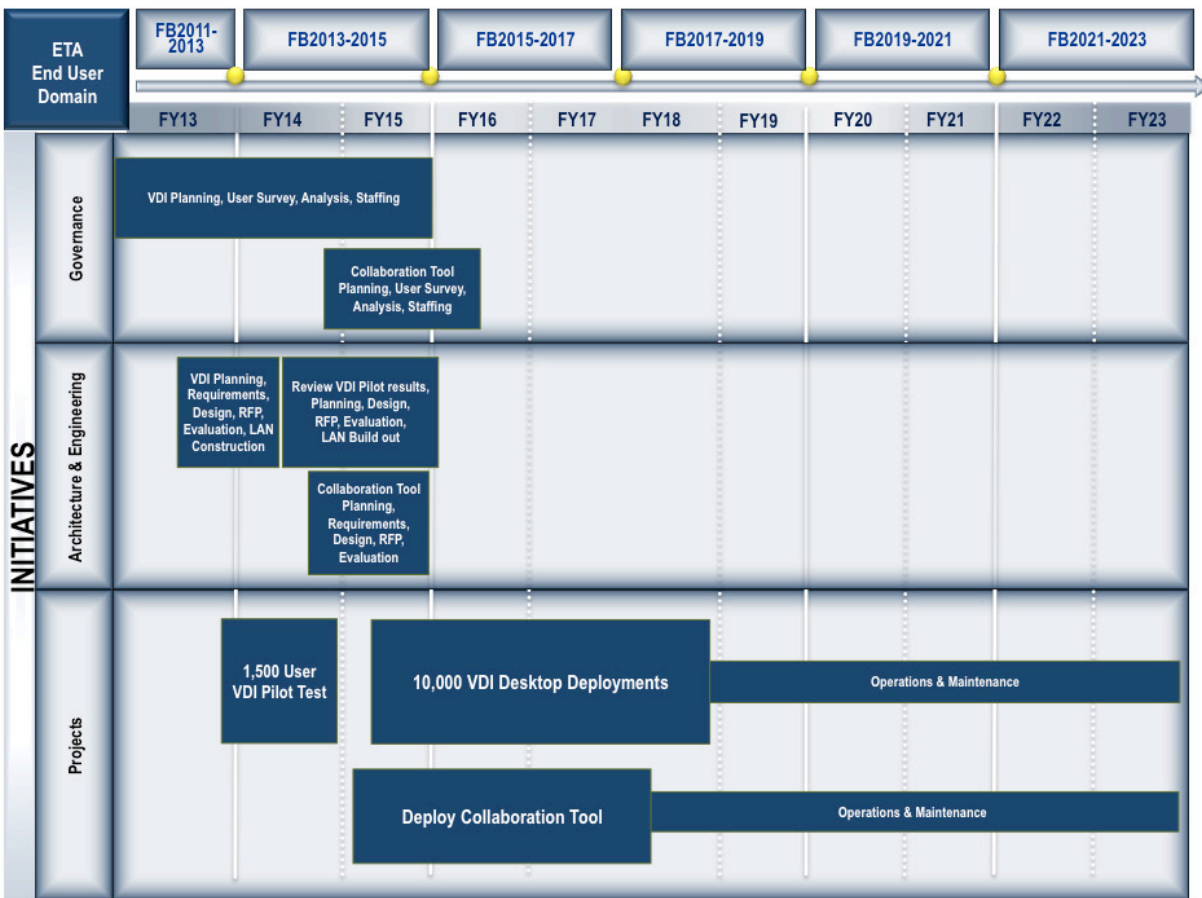 ETA
End User
Domain
FB2011-
2013
FB2013-2015
FB2015-2017
FB2017-2019
FB2019-2021
FB2021-2023
FY13
FY14
FY15
FY16
FY17
FY18
FY19
FY20
FY21
FY22
FY23
INITIATIVES
Governance
VDI Planning, User Survey, Analysis, Staffing
Collaboration Tool
Planning, User Survey,
Analysis, Staffing
Architecture & Engineering
VDI Planning,
Requirements,
Design, RFP,
Evaluation, LAN
Construction
Review VDI Pilot results,
Planning, Design,
RFP, Evaluation,
LAN Build out
Collaboration Tool
Planning,
Requirements,
Design, RFP,
Evaluation
Projects
1,500 User
VDI Pilot Test
10,000 VDI Desktop Deployments
Operations & Maintenance
Deploy Collaboration Tool
Operations & Maintenance